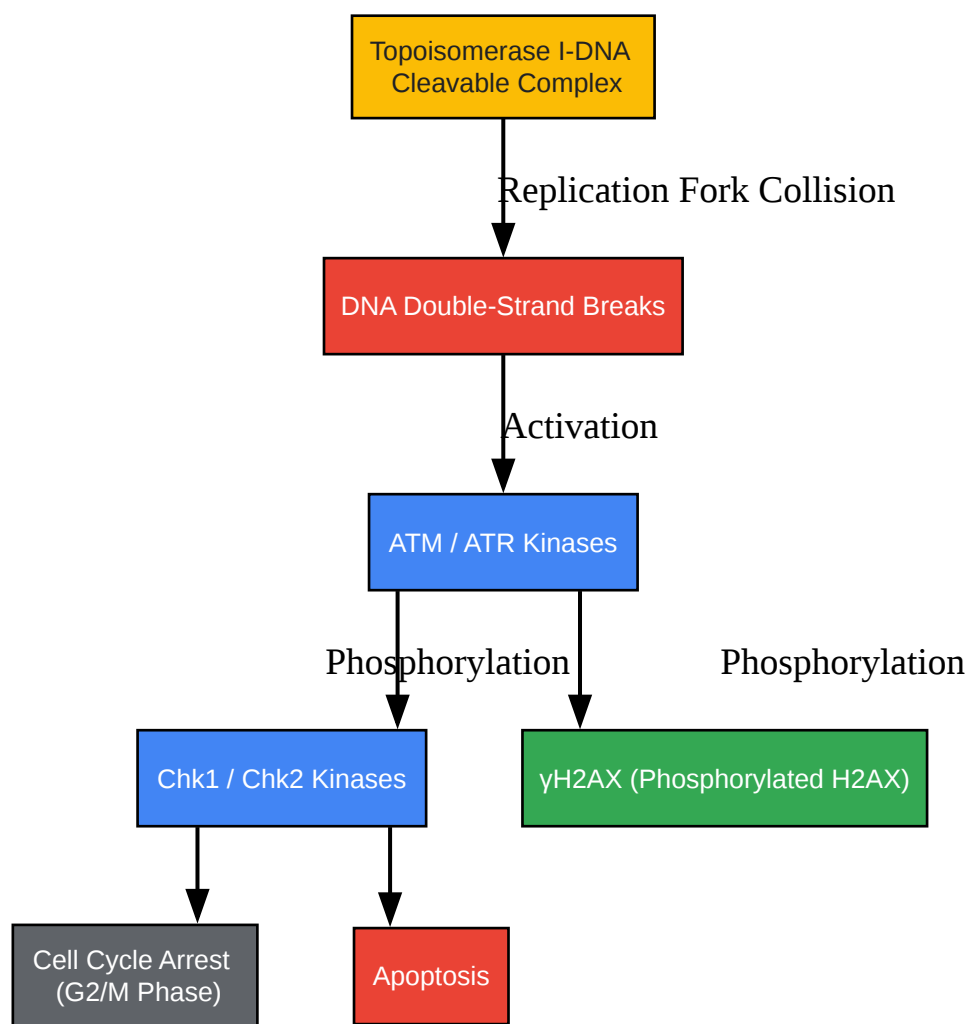 Topoisomerase I-DNA
Cleavable Complex
Replication Fork Collision
DNA Double-Strand Breaks
Activation
ATM / ATR Kinases
Phosphorylation
Phosphorylation
Chk1 / Chk2 Kinases
γH2AX (Phosphorylated H2AX)
Cell Cycle Arrest
(G2/M Phase)
Apoptosis